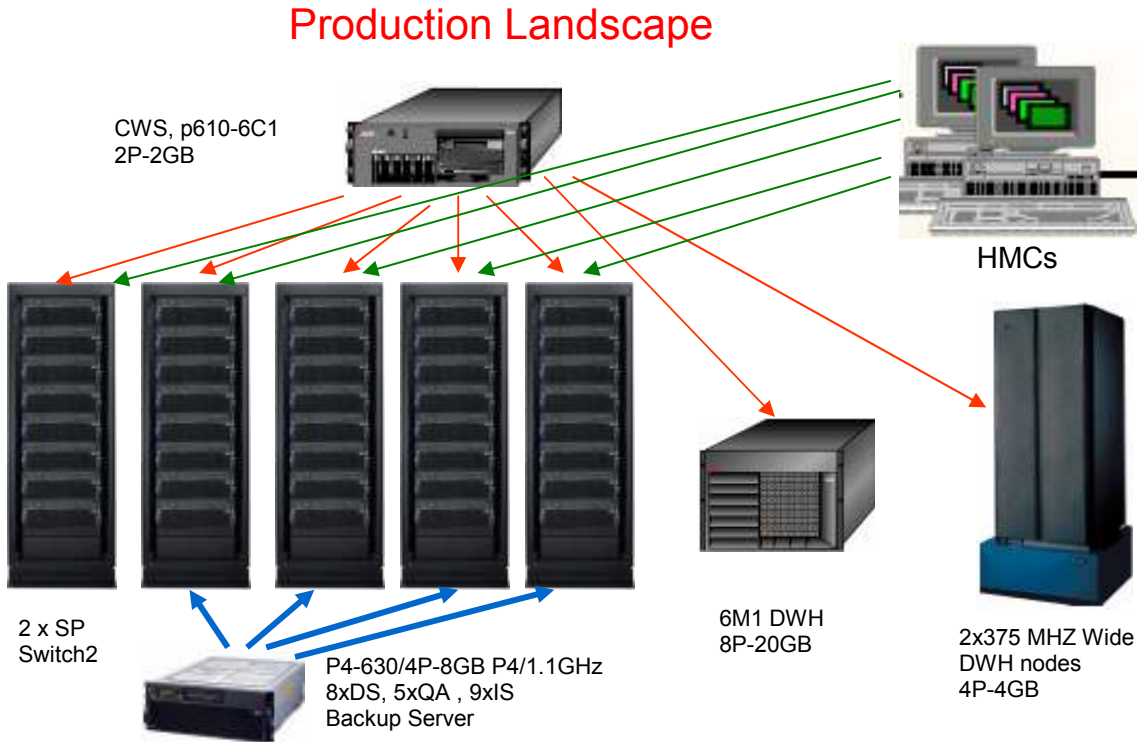 Production Landscape
CWS, p610-6C1
2P-2GB
HMCs
2 x SP
Switch2
P4-630/4P-8GB P4/1.1GHz
8xDS, 5xQA , 9xIS
Backup Server
6M1 DWH
8P-20GB
2x375 MHZ Wide
DWH nodes
4P-4GB